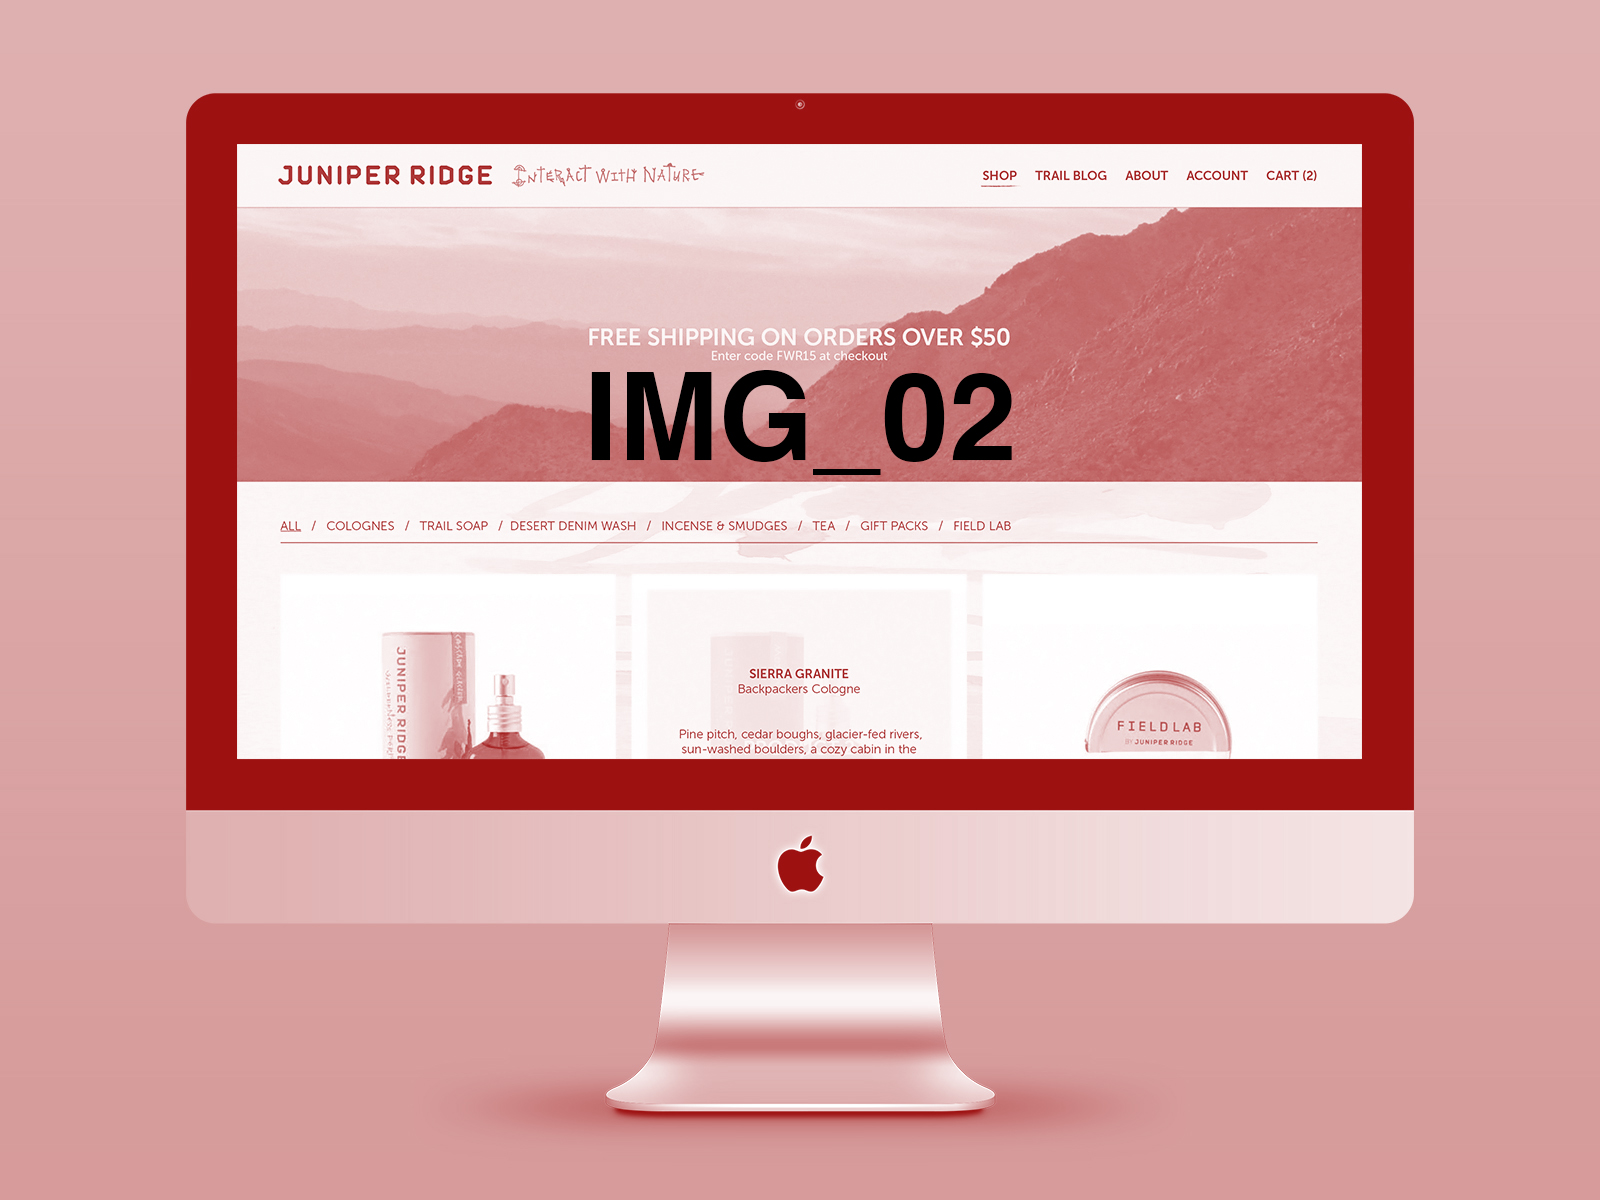 JUNIPER RIDGE INTERACT WITH NATURE
SHOP TRAIL BLOG ABOUT ACCOUNT CART (2)
FREE SHIPPING ON ORDERS OVER $50
Enter code FWR15 at checkout
IMG_02
ALL / COLOGNES / TRAIL SOAP / DESERT DENIM WASH / INCENSE & SMUDGES / TEA / GIFT PACKS / FIELD LAB
JUNIPER RIDGE
CASCADE GLACIER
SIERRA GRANITE
Backpackers Cologne
Pine pitch, cedar boughs, glacier-fed rivers,
sun-washed boulders, a cozy cabin in the
FIELD LAB
BY JUNIPER RIDGE